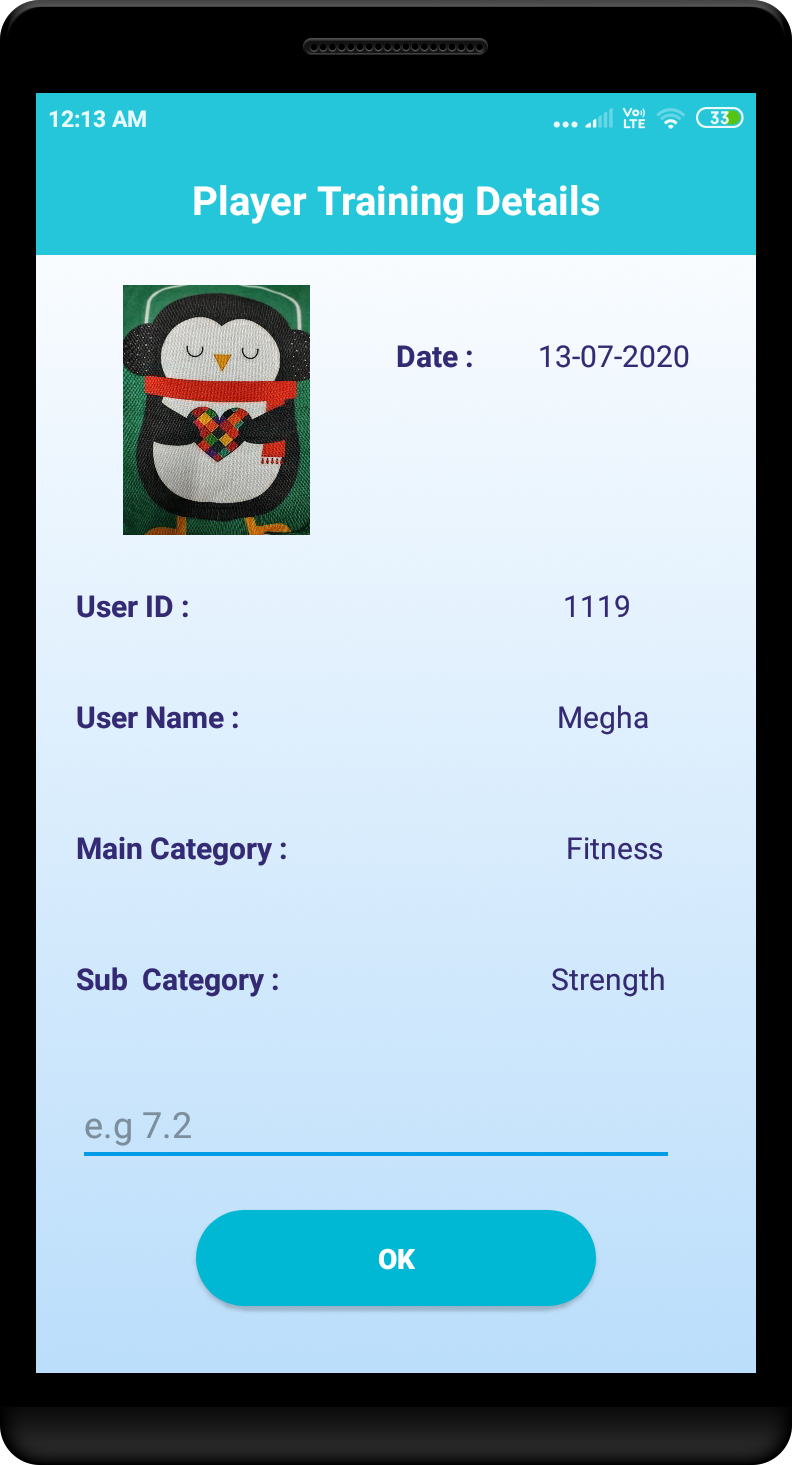 12:13 AM
Vo)) LTE
33
Player Training Details
Date : 13-07-2020
User ID : 1119
User Name : Megha
Main Category : Fitness
Sub  Category : Strength
e.g 7.2
OK